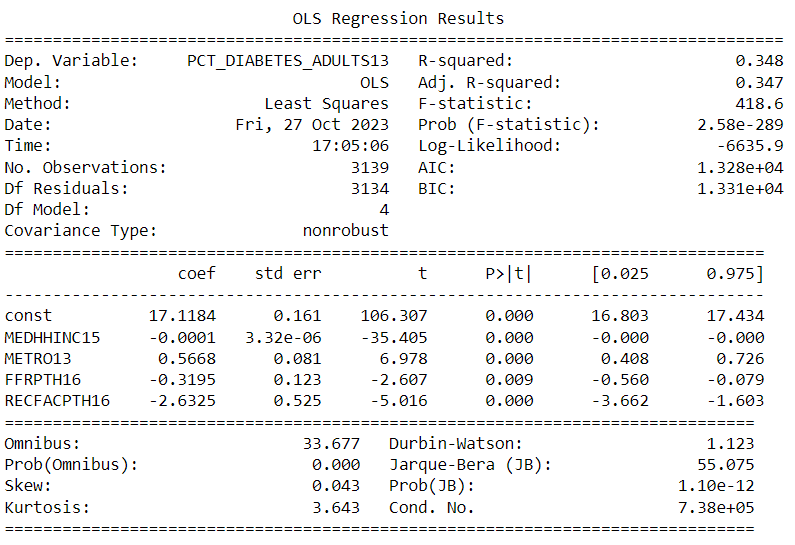 OLS Regression Results
==============================================================================
Dep. Variable: PCT_DIABETES_ADULTS13 R-squared: 0.348
Model: OLS Adj. R-squared: 0.347
Method: Least Squares F-statistic: 418.6
Date: Fri, 27 Oct 2023 Prob (F-statistic): 2.58e-289
Time: 17:05:06 Log-Likelihood: -6635.9
No. Observations: 3139 AIC: 1.328e+04
Df Residuals: 3134 BIC: 1.331e+04
Df Model: 4
Covariance Type: nonrobust
==============================================================================
coef std err t P>|t| [0.025 0.975]
------------------------------------------------------------------------------
const 17.1184 0.161 106.307 0.000 16.803 17.434
MEDHHINC15 -0.0001 3.32e-06 -35.405 0.000 -0.000 -0.000
METRO13 0.5668 0.081 6.978 0.000 0.408 0.726
FFRPTH16 -0.3195 0.123 -2.607 0.009 -0.560 -0.079
RECFACPTH16 -2.6325 0.525 -5.016 0.000 -3.662 -1.603
==============================================================================
Omnibus: 33.677 Durbin-Watson: 1.123
Prob(Omnibus): 0.000 Jarque-Bera (JB): 55.075
Skew: 0.043 Prob(JB): 1.10e-12
Kurtosis: 3.643 Cond. No. 7.38e+05
==============================================================================